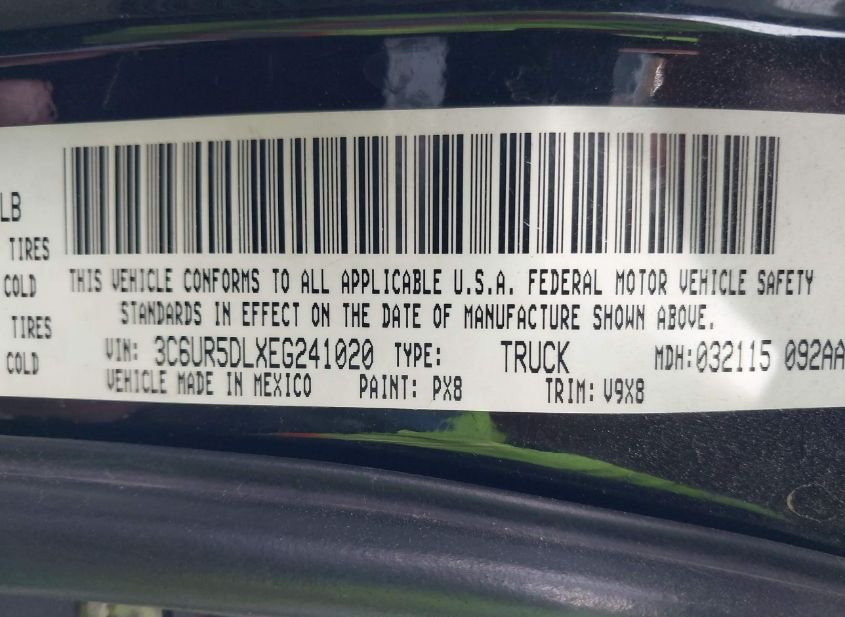 LB
TIRES
COLD
TIRES
COLD
THIS VEHICLE CONFORMS TO ALL APPLICABLE U.S.A. FEDERAL MOTOR VEHICLE SAFETY
STANDARDS IN EFFECT ON THE DATE OF MANUFACTURE SHOWN ABOVE.
VIN: 3C6UR5DLXEG241020 TYPE: TRUCK MDH:032115 092AA
VEHICLE MADE IN MEXICO PAINT: PX8 TRIM: V9X8